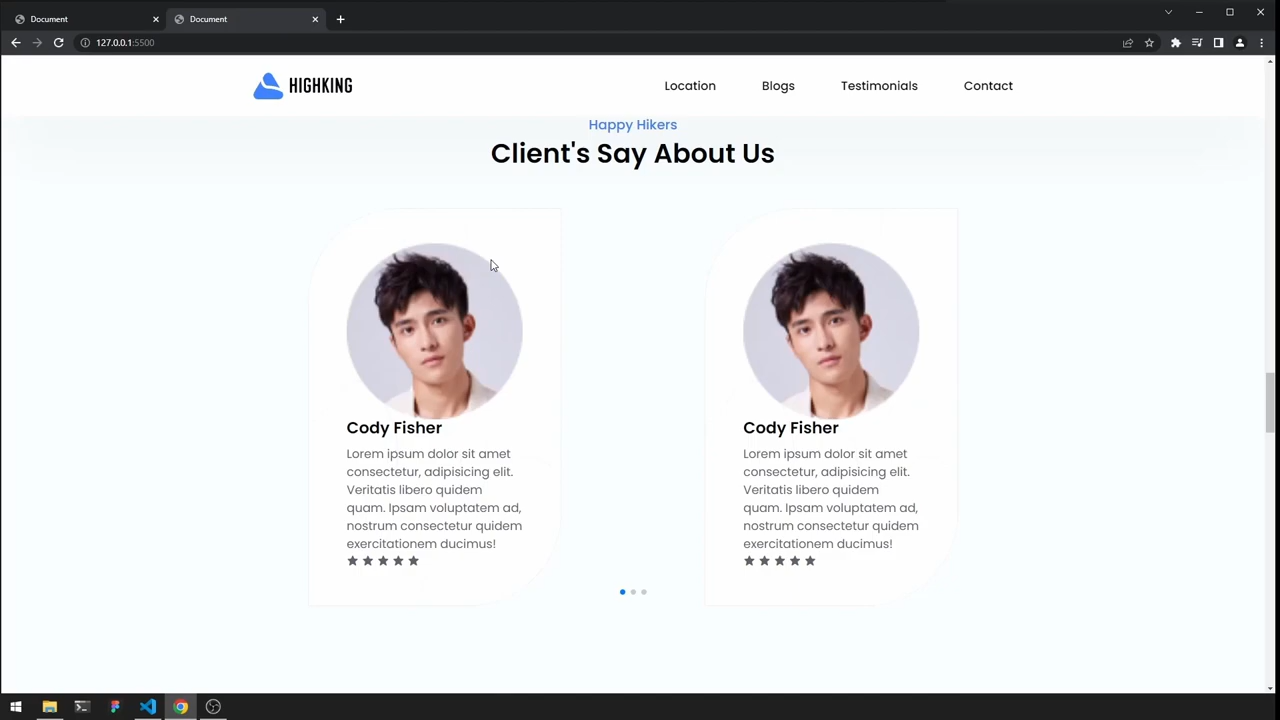 Document
Document
127.0.0.1:5500
HIGHKING
Location
Blogs
Testimonials
Contact
Happy Hikers
Client's Say About Us
Cody Fisher
Lorem ipsum dolor sit amet
consectetur, adipisicing elit.
Veritatis libero quidem
quam. Ipsam voluptatem ad,
nostrum consectetur quidem
exercitationem ducimus!
Cody Fisher
Lorem ipsum dolor sit amet
consectetur, adipisicing elit.
Veritatis libero quidem
quam. Ipsam voluptatem ad,
nostrum consectetur quidem
exercitationem ducimus!